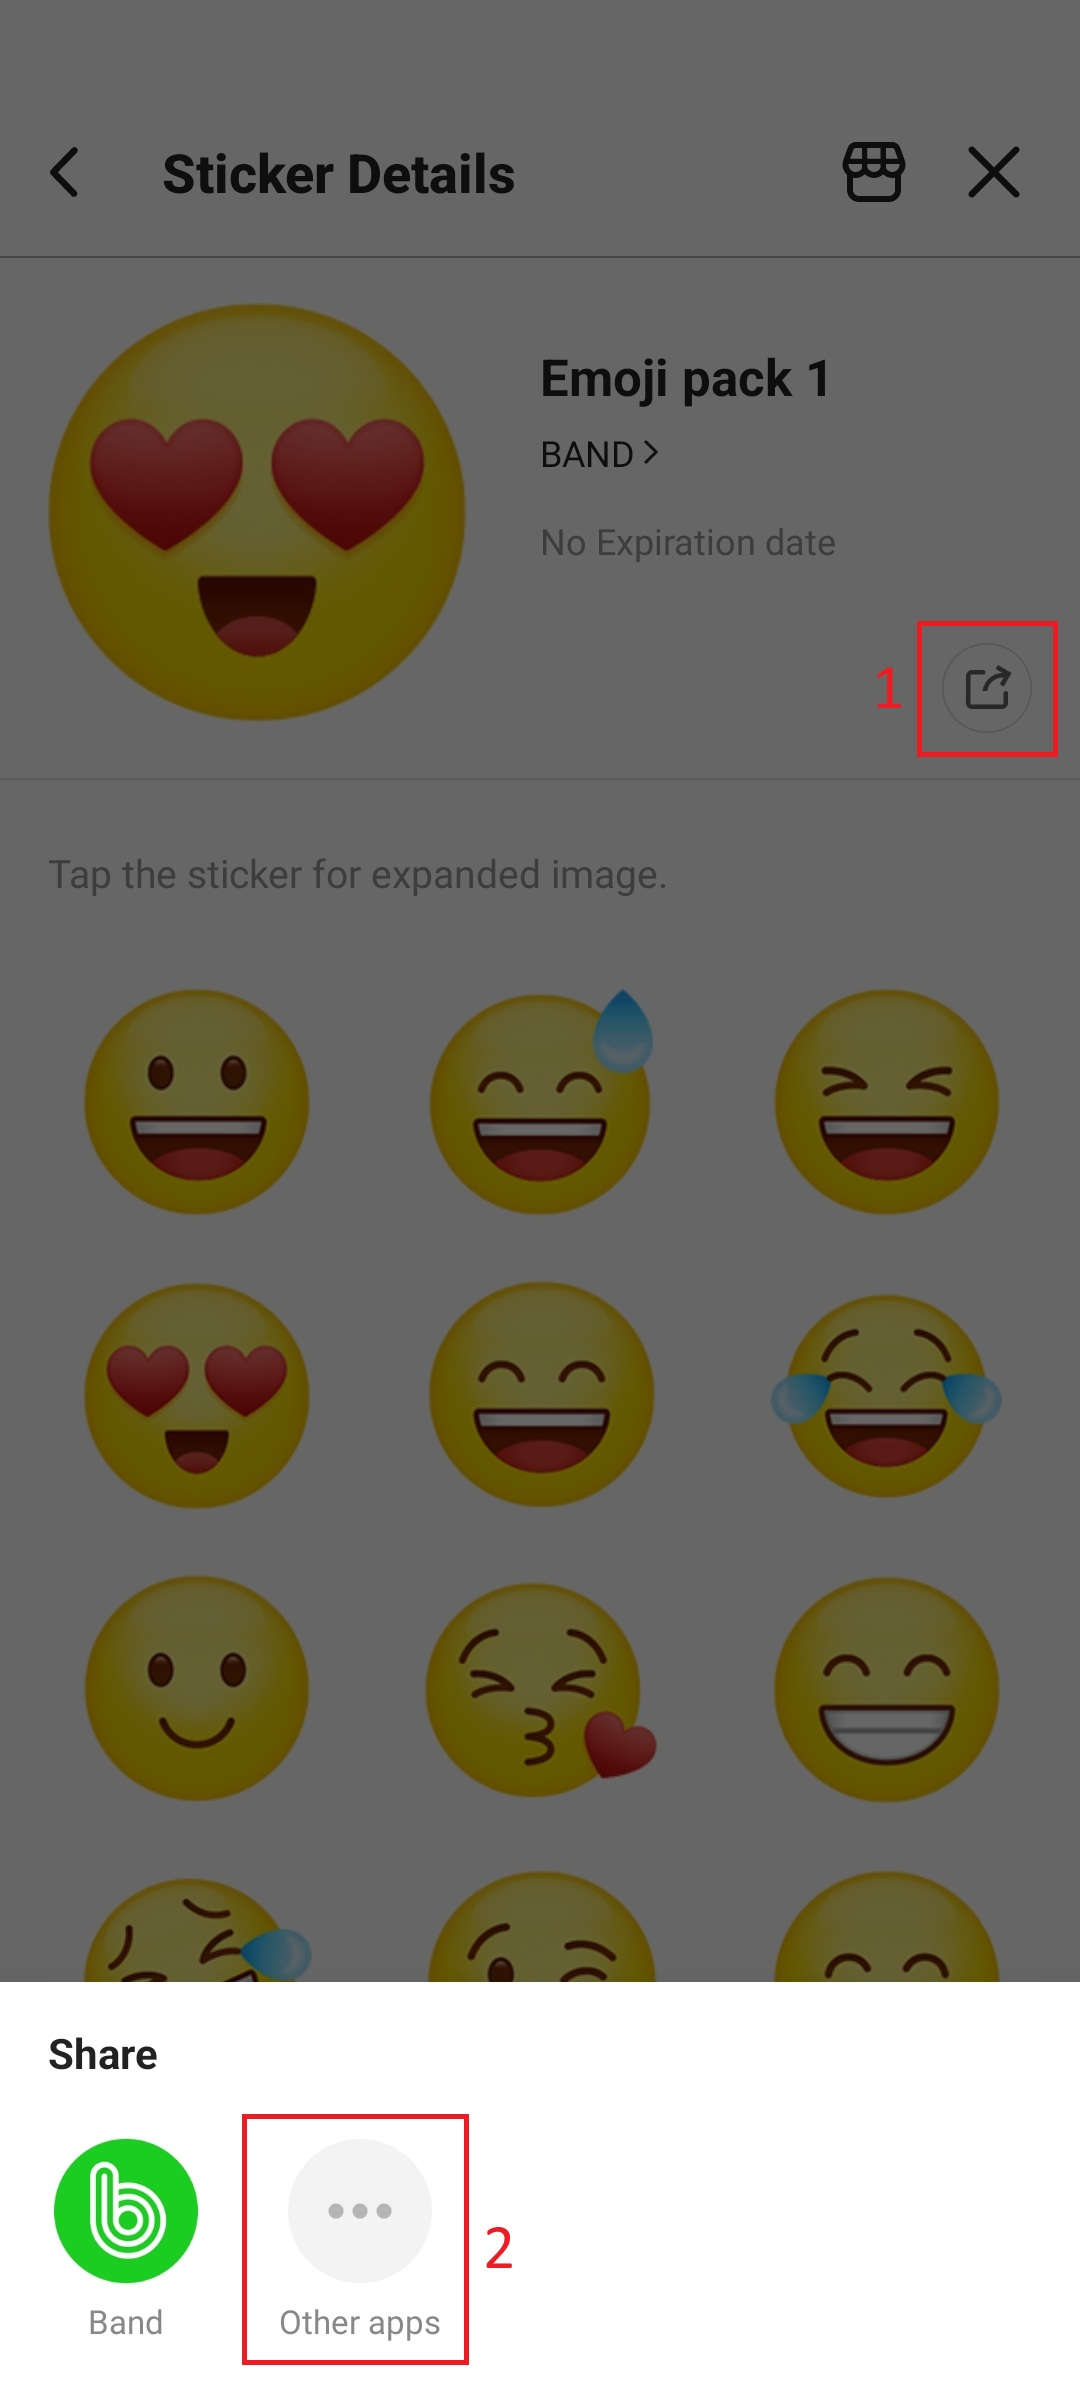 Sticker Details
Emoji pack 1
BAND
No Expiration date
1
Tap the sticker for expanded image.
Share
2
Band
Other apps